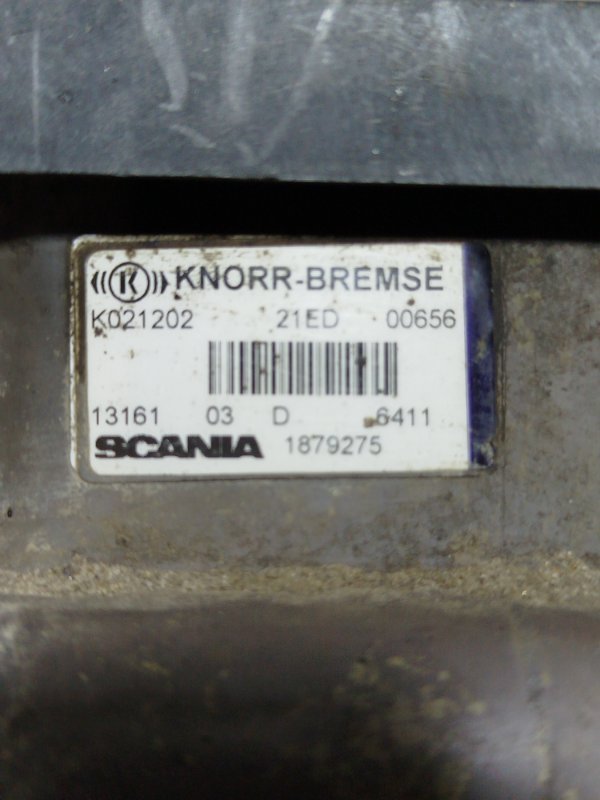 ((K)) KNORR-BREMSE
K021202 21ED 00656
13161 03 D 6411
SCANIA 1879275